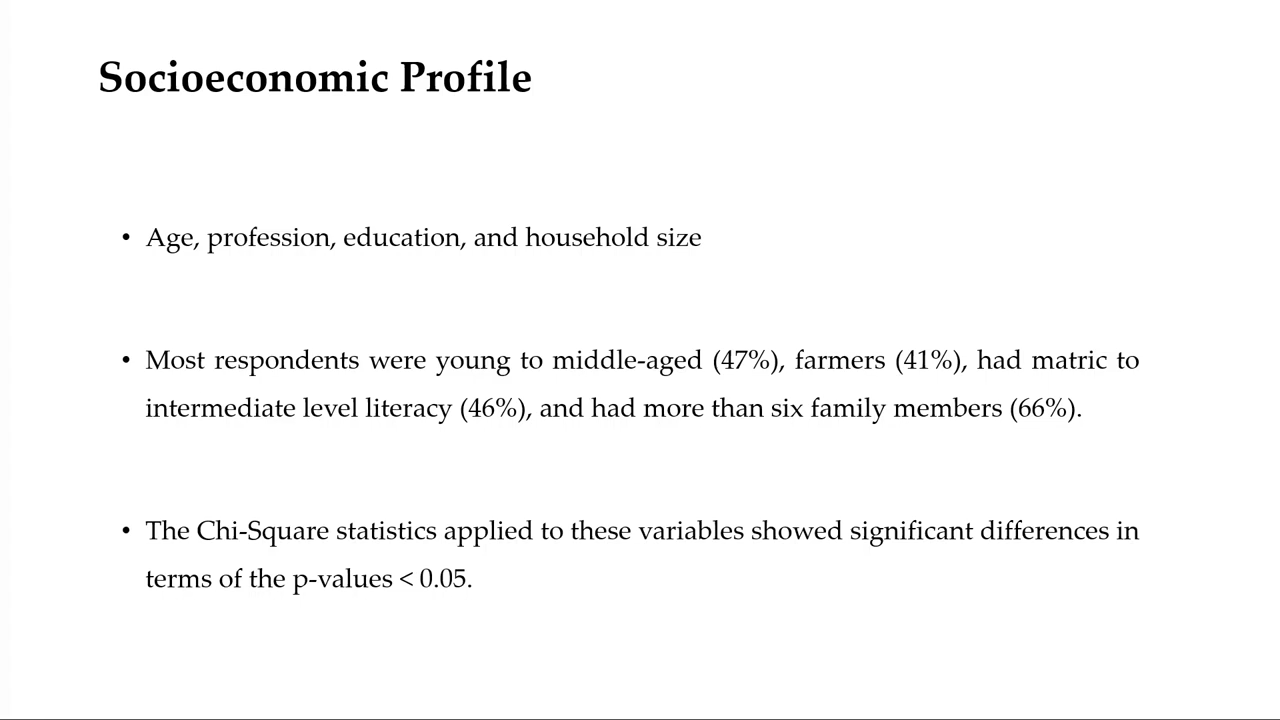 Socioeconomic Profile
• Age, profession, education, and household size
• Most respondents were young to middle-aged (47%), farmers (41%), had matric to
intermediate level literacy (46%), and had more than six family members (66%).
• The Chi-Square statistics applied to these variables showed significant differences in
terms of the p-values < 0.05.